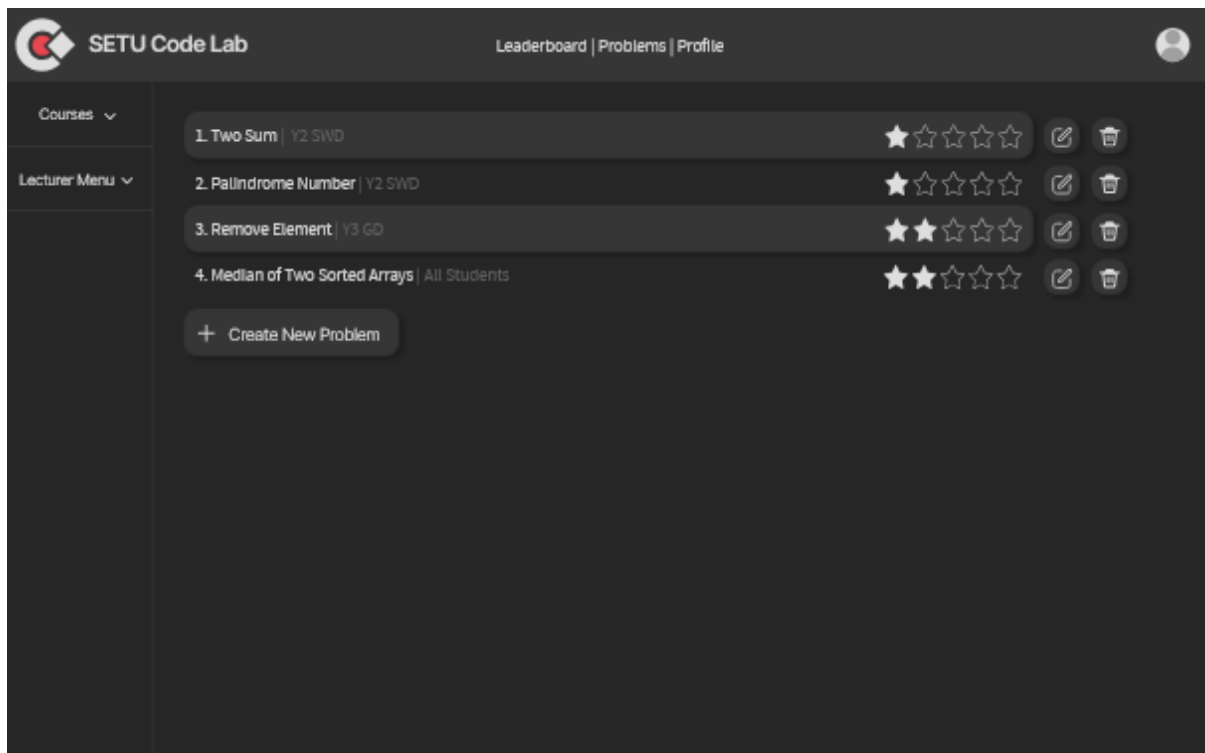 SETU Code Lab
Leaderboard | Problems | Profile
Courses
Lecturer Menu
1. Two Sum | Y2 SWD
2. Palindrome Number | Y2 SWD
3. Remove Element | Y3 GD
4. Median of Two Sorted Arrays | All Students
+ Create New Problem